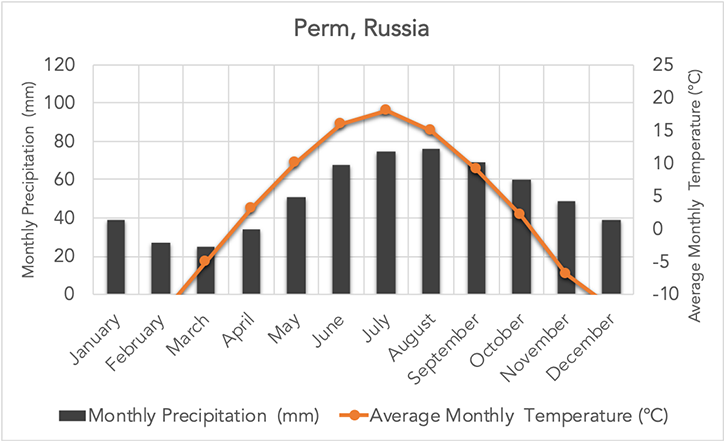 Perm, Russia
Monthly Precipitation (mm)
120
100
80
60
40
20
0
25
20
15
10
5
0
-5
-10
Average Monthly Temperature (°C)
January
February
March
April
May
June
July
August
September
October
November
December
Monthly Precipitation (mm) Average Monthly Temperature (°C)